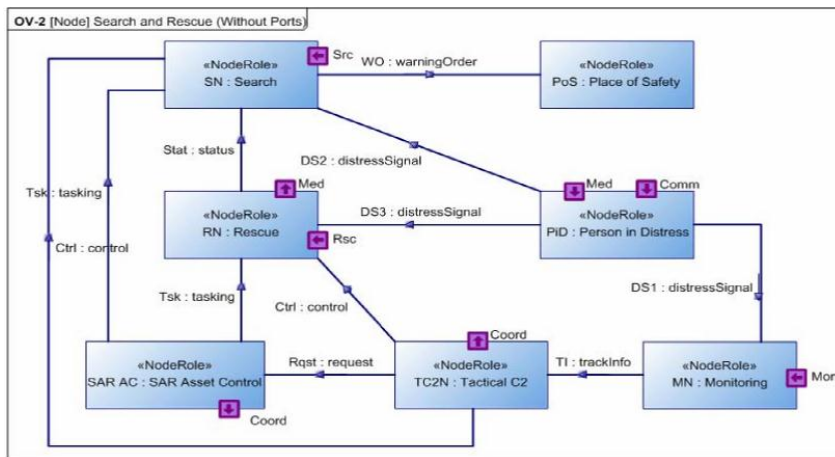 OV-2 [Node] Search and Rescue (Without Ports)
«NodeRole»
SN : Search
Src
WO : warningOrder
«NodeRole»
PoS : Place of Safety
Stat : status
DS2 : distressSignal
Tsk : tasking
Med
Med
Comm
«NodeRole»
RN : Rescue
DS3 : distressSignal
«NodeRole»
PiD : Person in Distress
Ctrl : control
Rsc
DS1 : distressSignal
Tsk : tasking
Ctrl : control
Coord
«NodeRole»
SAR AC : SAR Asset Control
Rqst : request
«NodeRole»
TC2N : Tactical C2
TI : trackInfo
«NodeRole»
MN : Monitoring
Mon
Coord